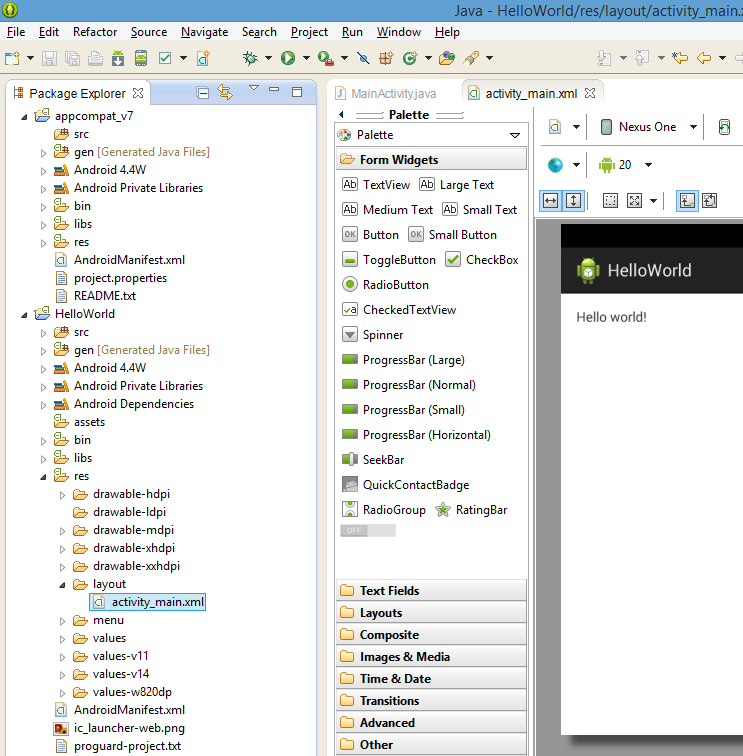 Java - HelloWorld/res/layout/activity_main.
File Edit Refactor Source Navigate Search Project Run Window Help
Package Explorer
appcompat_v7
src
gen [Generated Java Files]
Android 4.4W
Android Private Libraries
bin
libs
res
AndroidManifest.xml
project.properties
README.txt
HelloWorld
src
gen [Generated Java Files]
Android 4.4W
Android Private Libraries
Android Dependencies
assets
bin
libs
res
drawable-hdpi
drawable-ldpi
drawable-mdpi
drawable-xhdpi
drawable-xxhdpi
layout
activity_main.xml
menu
values
values-v11
values-v14
values-w820dp
AndroidManifest.xml
ic_launcher-web.png
proguard-project.txt
MainActivity.java activity_main.xml
Palette
Palette
Form Widgets
Ab TextView Ab Large Text
Ab Medium Text Ab Small Text
OK Button OK Small Button
ToggleButton CheckBox
RadioButton
a CheckedTextView
Spinner
ProgressBar (Large)
ProgressBar (Normal)
ProgressBar (Small)
ProgressBar (Horizontal)
SeekBar
QuickContactBadge
RadioGroup RatingBar
OFF
Text Fields
Layouts
Composite
Images & Media
Time & Date
Transitions
Advanced
Other
Nexus One
20
HelloWorld
Hello world!